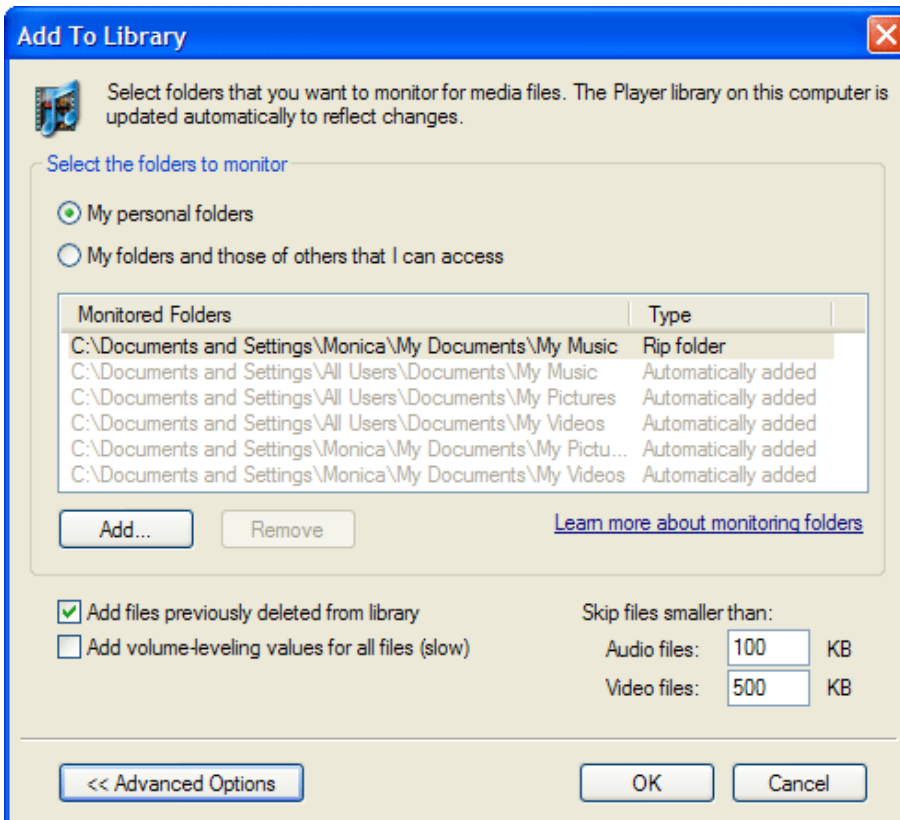 Add To Library
Select folders that you want to monitor for media files. The Player library on this computer is
updated automatically to reflect changes.
Select the folders to monitor
My personal folders
My folders and those of others that I can access
Monitored Folders Type
C:\Documents and Settings\Monica\My Documents\My Music Rip folder
C:\Documents and Settings\All Users\Documents\My Music Automatically added
C:\Documents and Settings\All Users\Documents\My Pictures Automatically added
C:\Documents and Settings\All Users\Documents\My Videos Automatically added
C:\Documents and Settings\Monica\My Documents\My Pictu... Automatically added
C:\Documents and Settings\Monica\My Documents\My Videos Automatically added
Add... Remove Learn more about monitoring folders
Add files previously deleted from library Skip files smaller than:
Add volume-leveling values for all files (slow) Audio files: 100 KB
Video files: 500 KB
<< Advanced Options OK Cancel